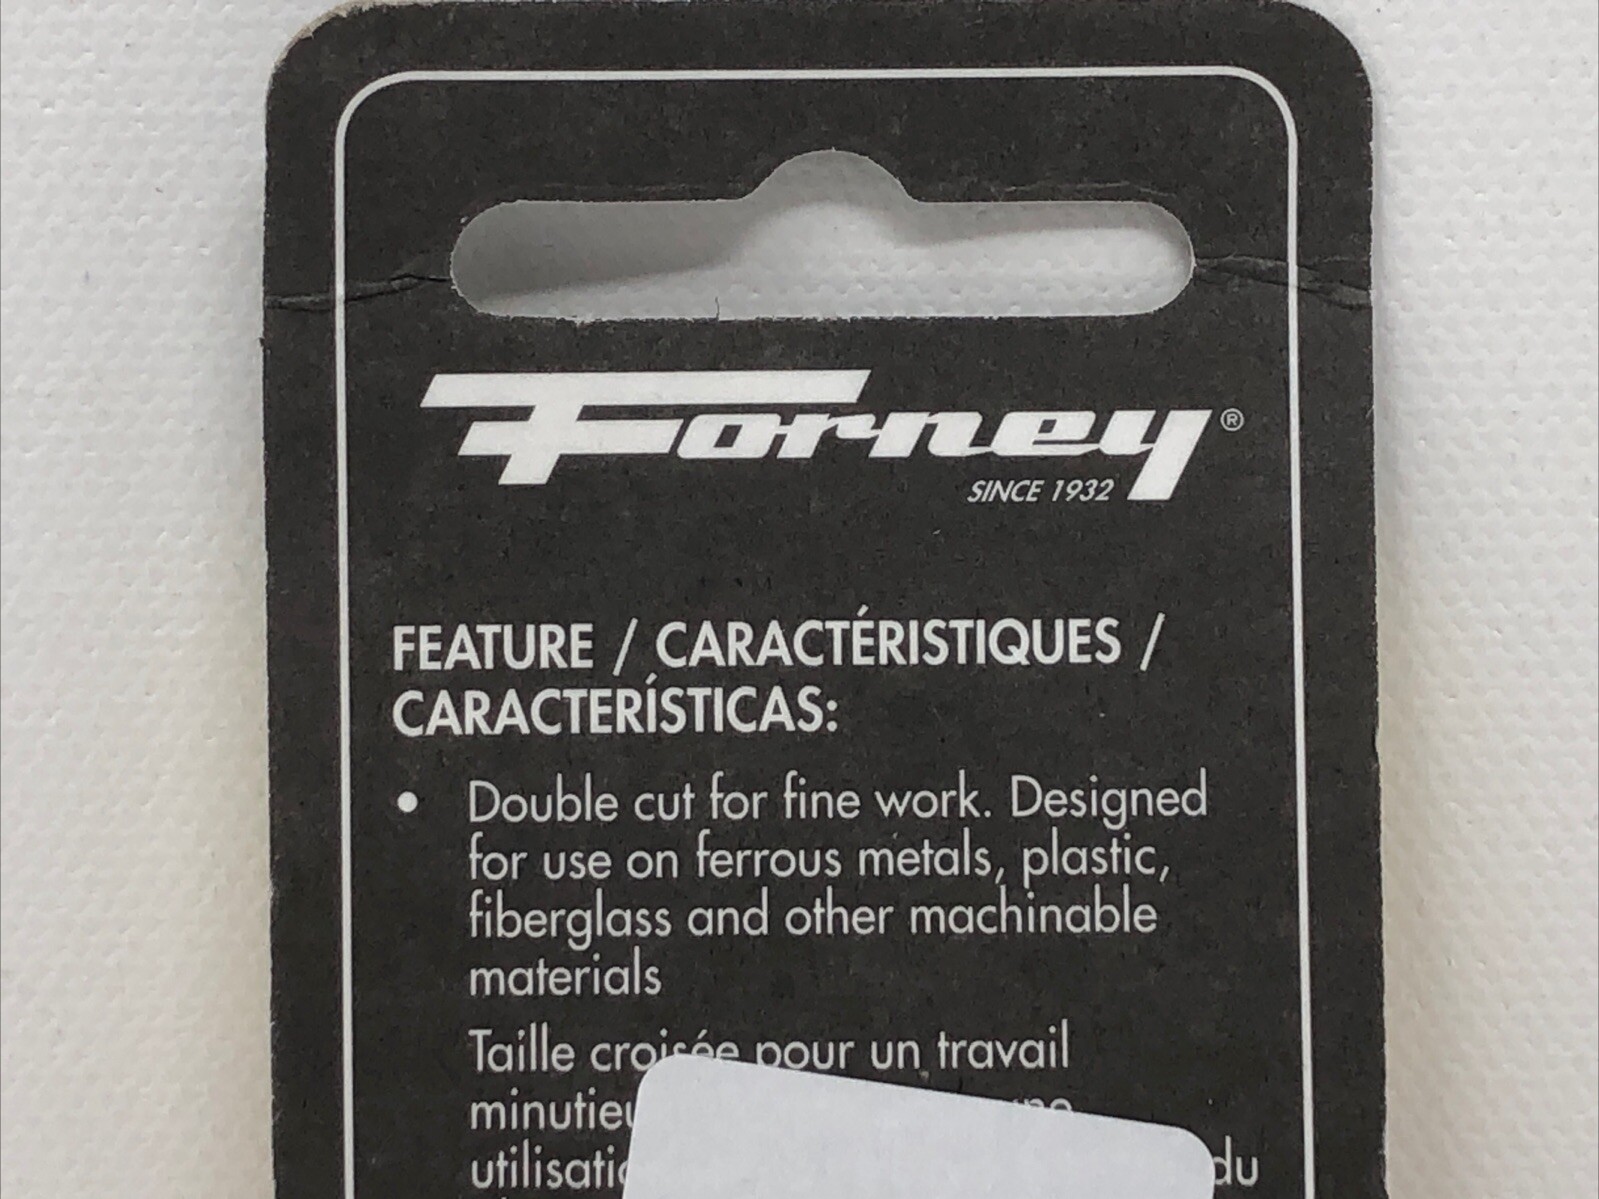 Forney®
SINCE 1932
FEATURE / CARACTÉRISTIQUES /
CARACTERÍSTICAS:
• Double cut for fine work. Designed
for use on ferrous metals, plastic,
fiberglass and other machinable
materials
Taille croisée pour un travail
du